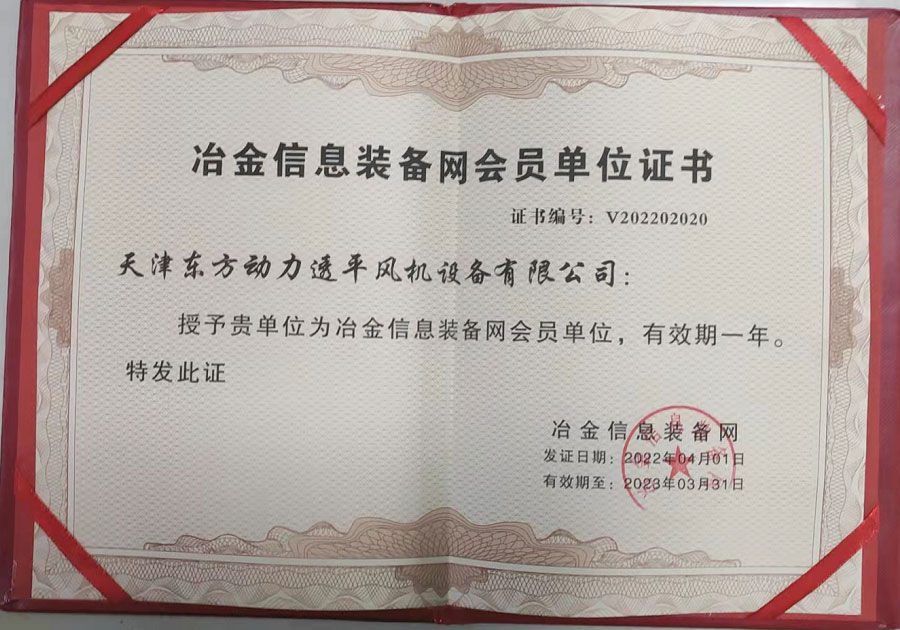 冶金信息装备网会员单位证书
证书编号：V202202020
天津东方动力透平风机设备有限公司：
授予贵单位为冶金信息装备网会员单位，有效期一年。
特发此证
冶金信息装备网
发证日期：2022年04月01日
有效期至：2023年03月31日